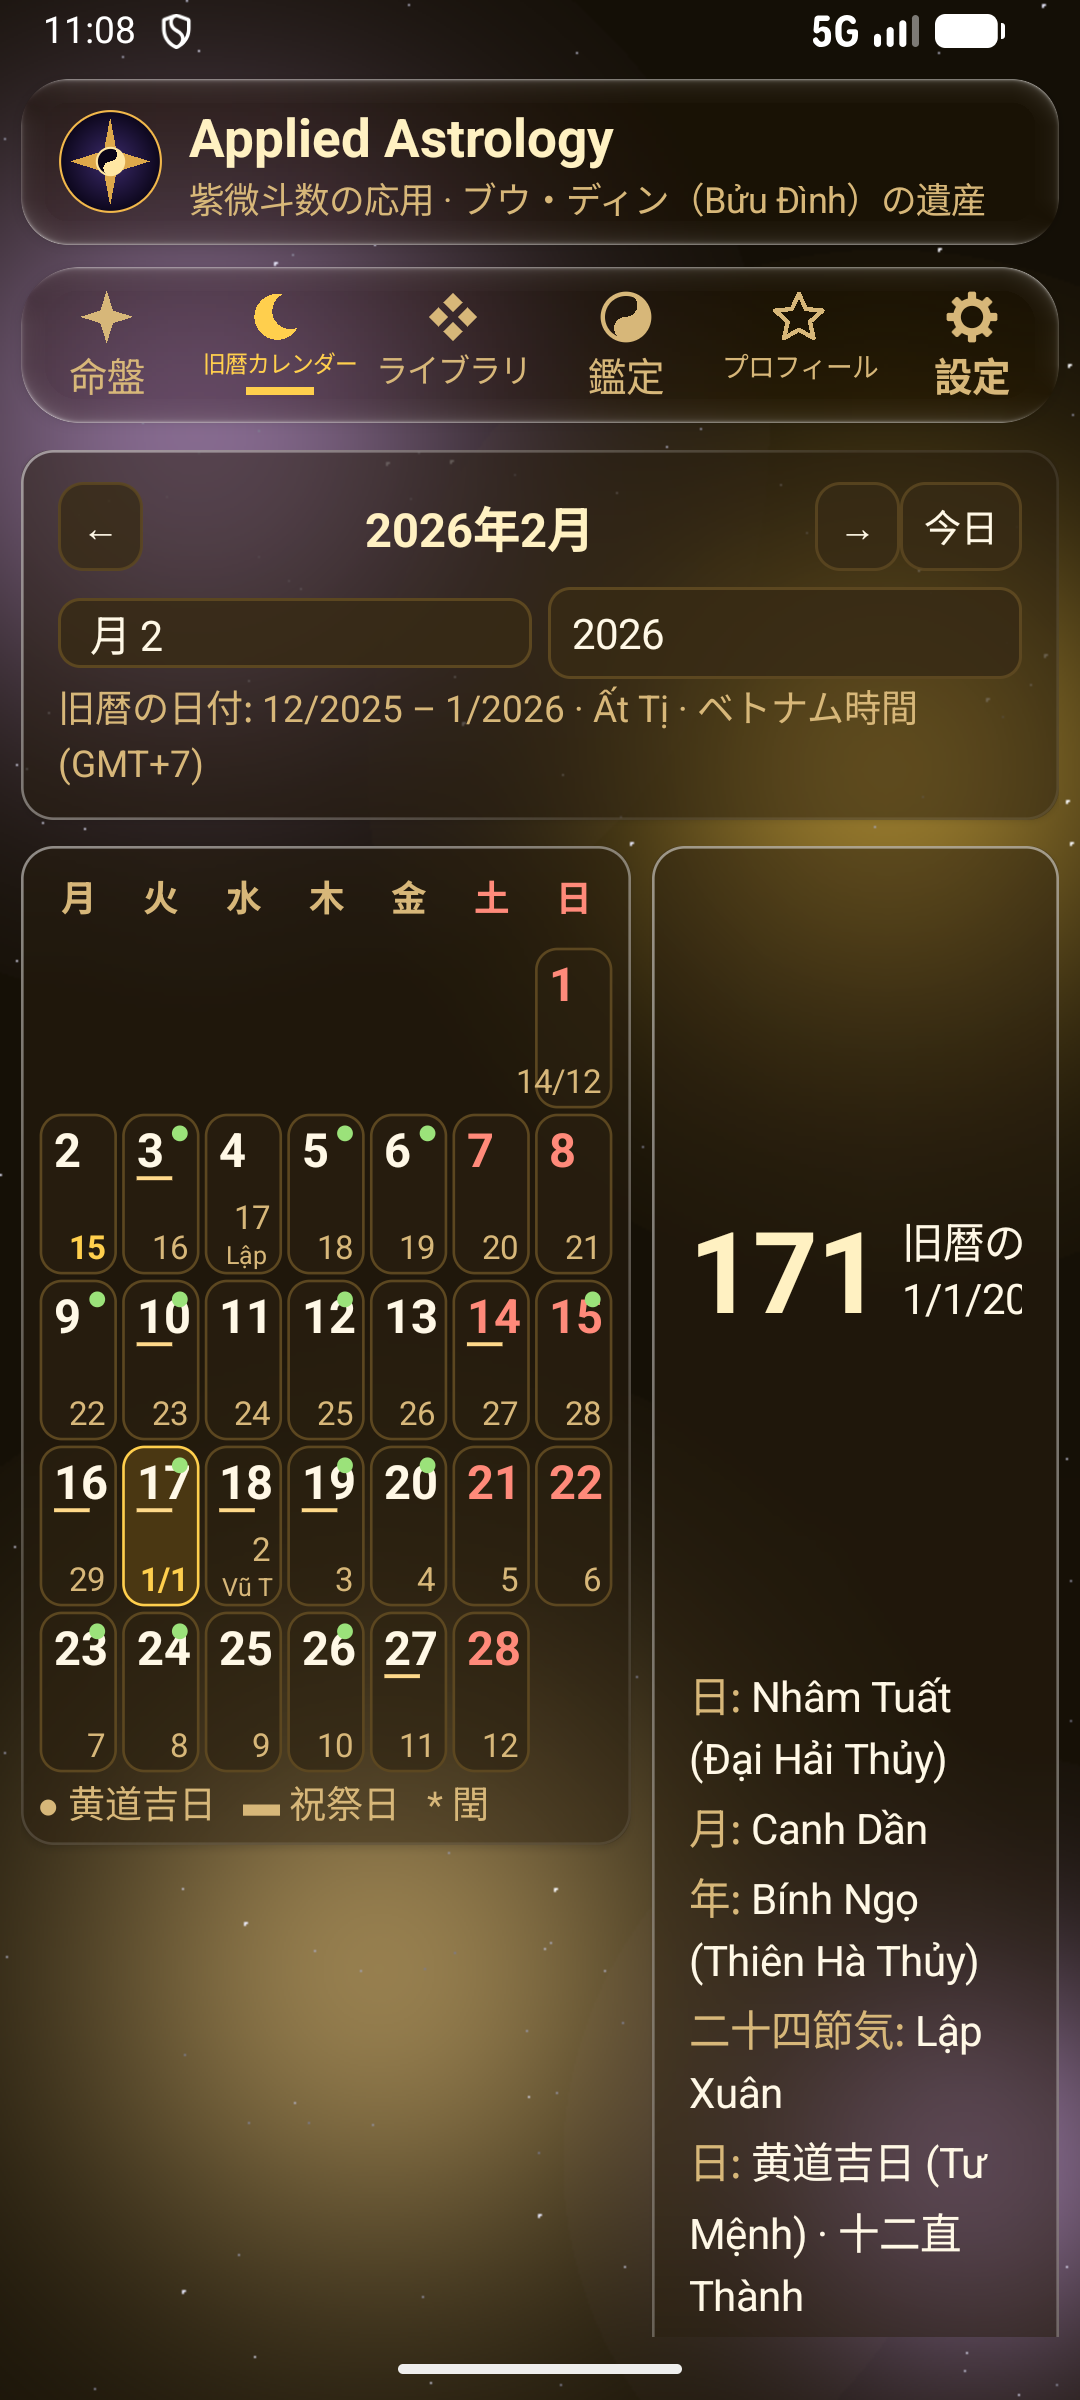 11:08
5G
Applied Astrology
紫微斗数の応用 · ブウ・ディン（Bửu Đình）の遺産
命盤 旧暦カレンダー ライブラリ 鑑定 プロフィール 設定
← 2026年2月 → 今日
月 2
2026
旧暦の日付: 12/2025 – 1/2026 · Ất Tị · ベトナム時間
(GMT+7)
月 火 水 木 金 土 日
1
14/12
2 3 4 5 6 7 8
15 16 17 18 19 20 21
Lập
9 10 11 12 13 14 15
22 23 24 25 26 27 28
16 17 18 19 20 21 22
29 1/1 2 3 4 5 6
Vũ T
23 24 25 26 27 28
7 8 9 10 11 12
● 黄道吉日 ▬ 祝祭日 * 閏
171
旧暦の
1/1/20
日: Nhâm Tuất
(Đại Hải Thủy)
月: Canh Dần
年: Bính Ngọ
(Thiên Hà Thủy)
二十四節気: Lập
Xuân
日: 黄道吉日 (Tư
Mệnh) · 十二直
Thành